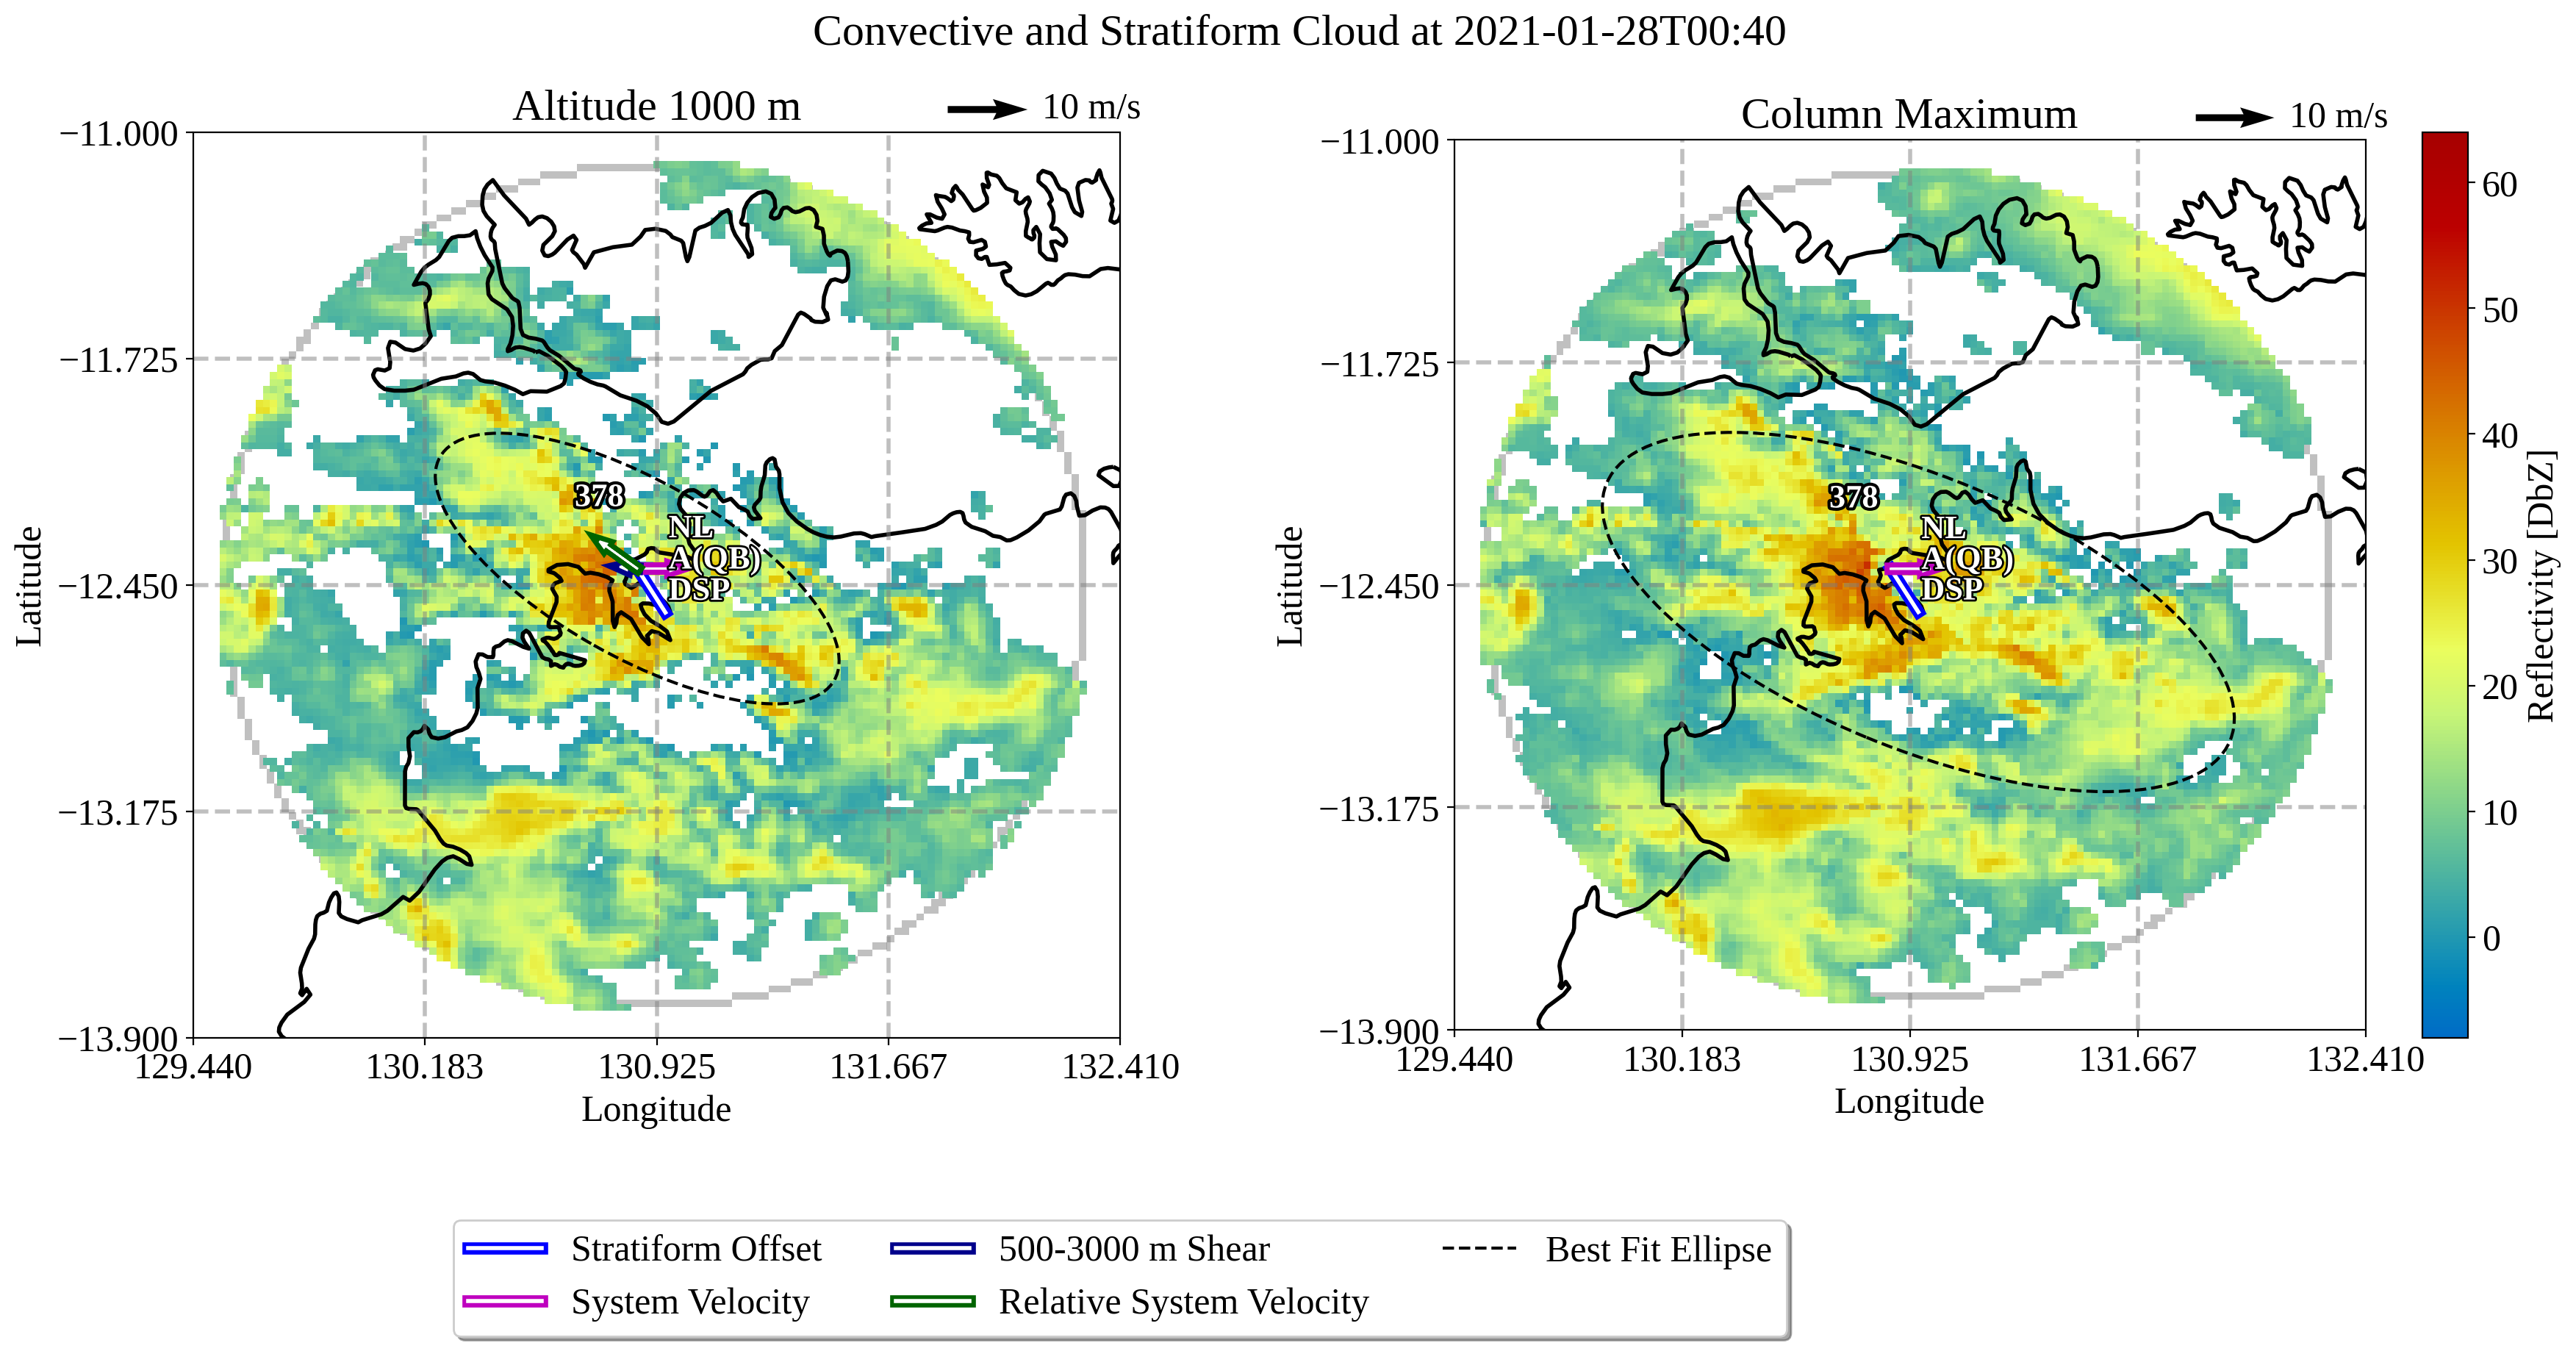 Convective and Stratiform Cloud at 2021-01-28T00:40
Altitude 1000 m
10 m/s
−11.000
−11.725
−12.450
−13.175
−13.900
Latitude
129.440
130.183
130.925
131.667
132.410
Longitude
378
NL
A(QB)
DSP
Column Maximum
10 m/s
−11.000
−11.725
−12.450
−13.175
−13.900
Latitude
129.440
130.183
130.925
131.667
132.410
Longitude
378
NL
A(QB)
DSP
60
50
40
30
20
10
0
Reflectivity [DbZ]
Stratiform Offset
500-3000 m Shear
Best Fit Ellipse
System Velocity
Relative System Velocity